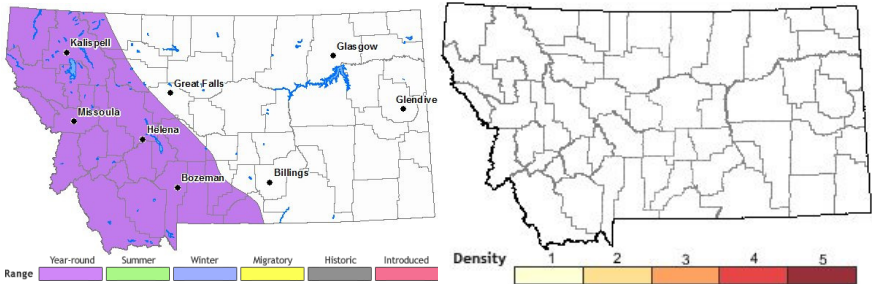 Kalispell
Glasgow
Great Falls
Glendive
Missoula
Helena
Bozeman
Billings
Range Year-round Summer Winter Migratory Historic Introduced
Density 1 2 3 4 5